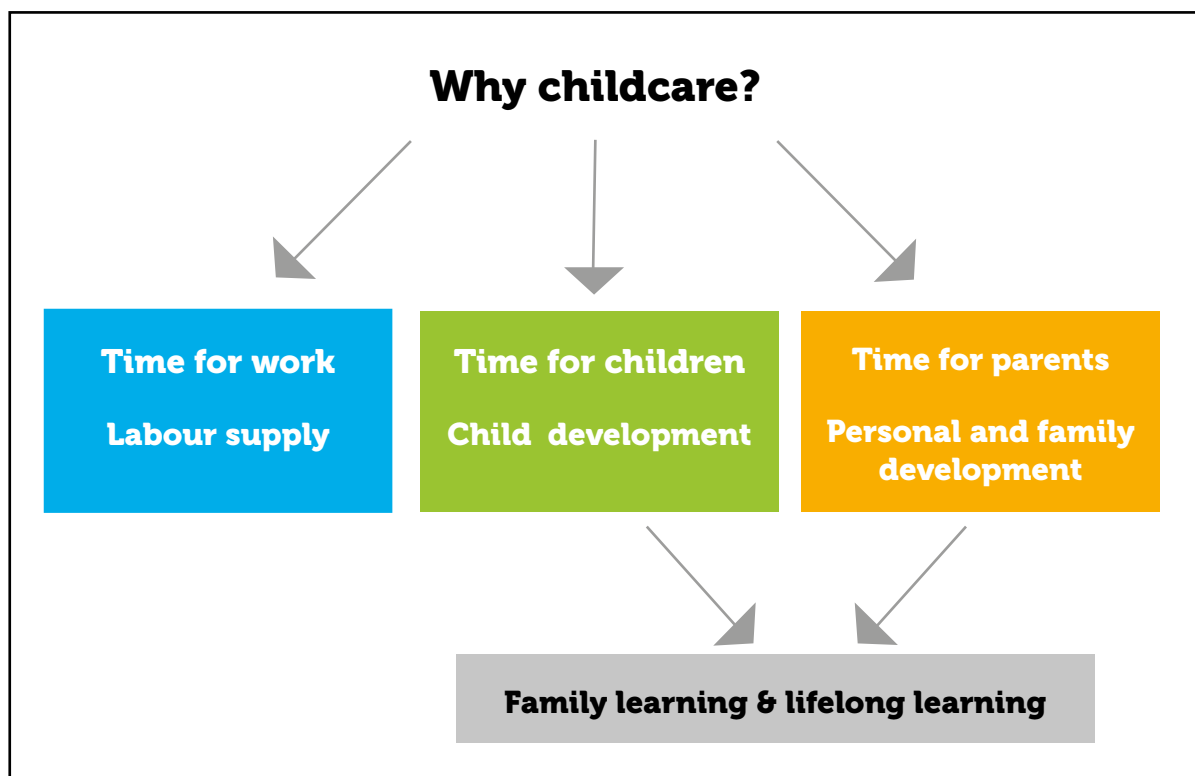 Why childcare?
Time for work
Labour supply
Time for children
Child development
Time for parents
Personal and family
development
Family learning & lifelong learning